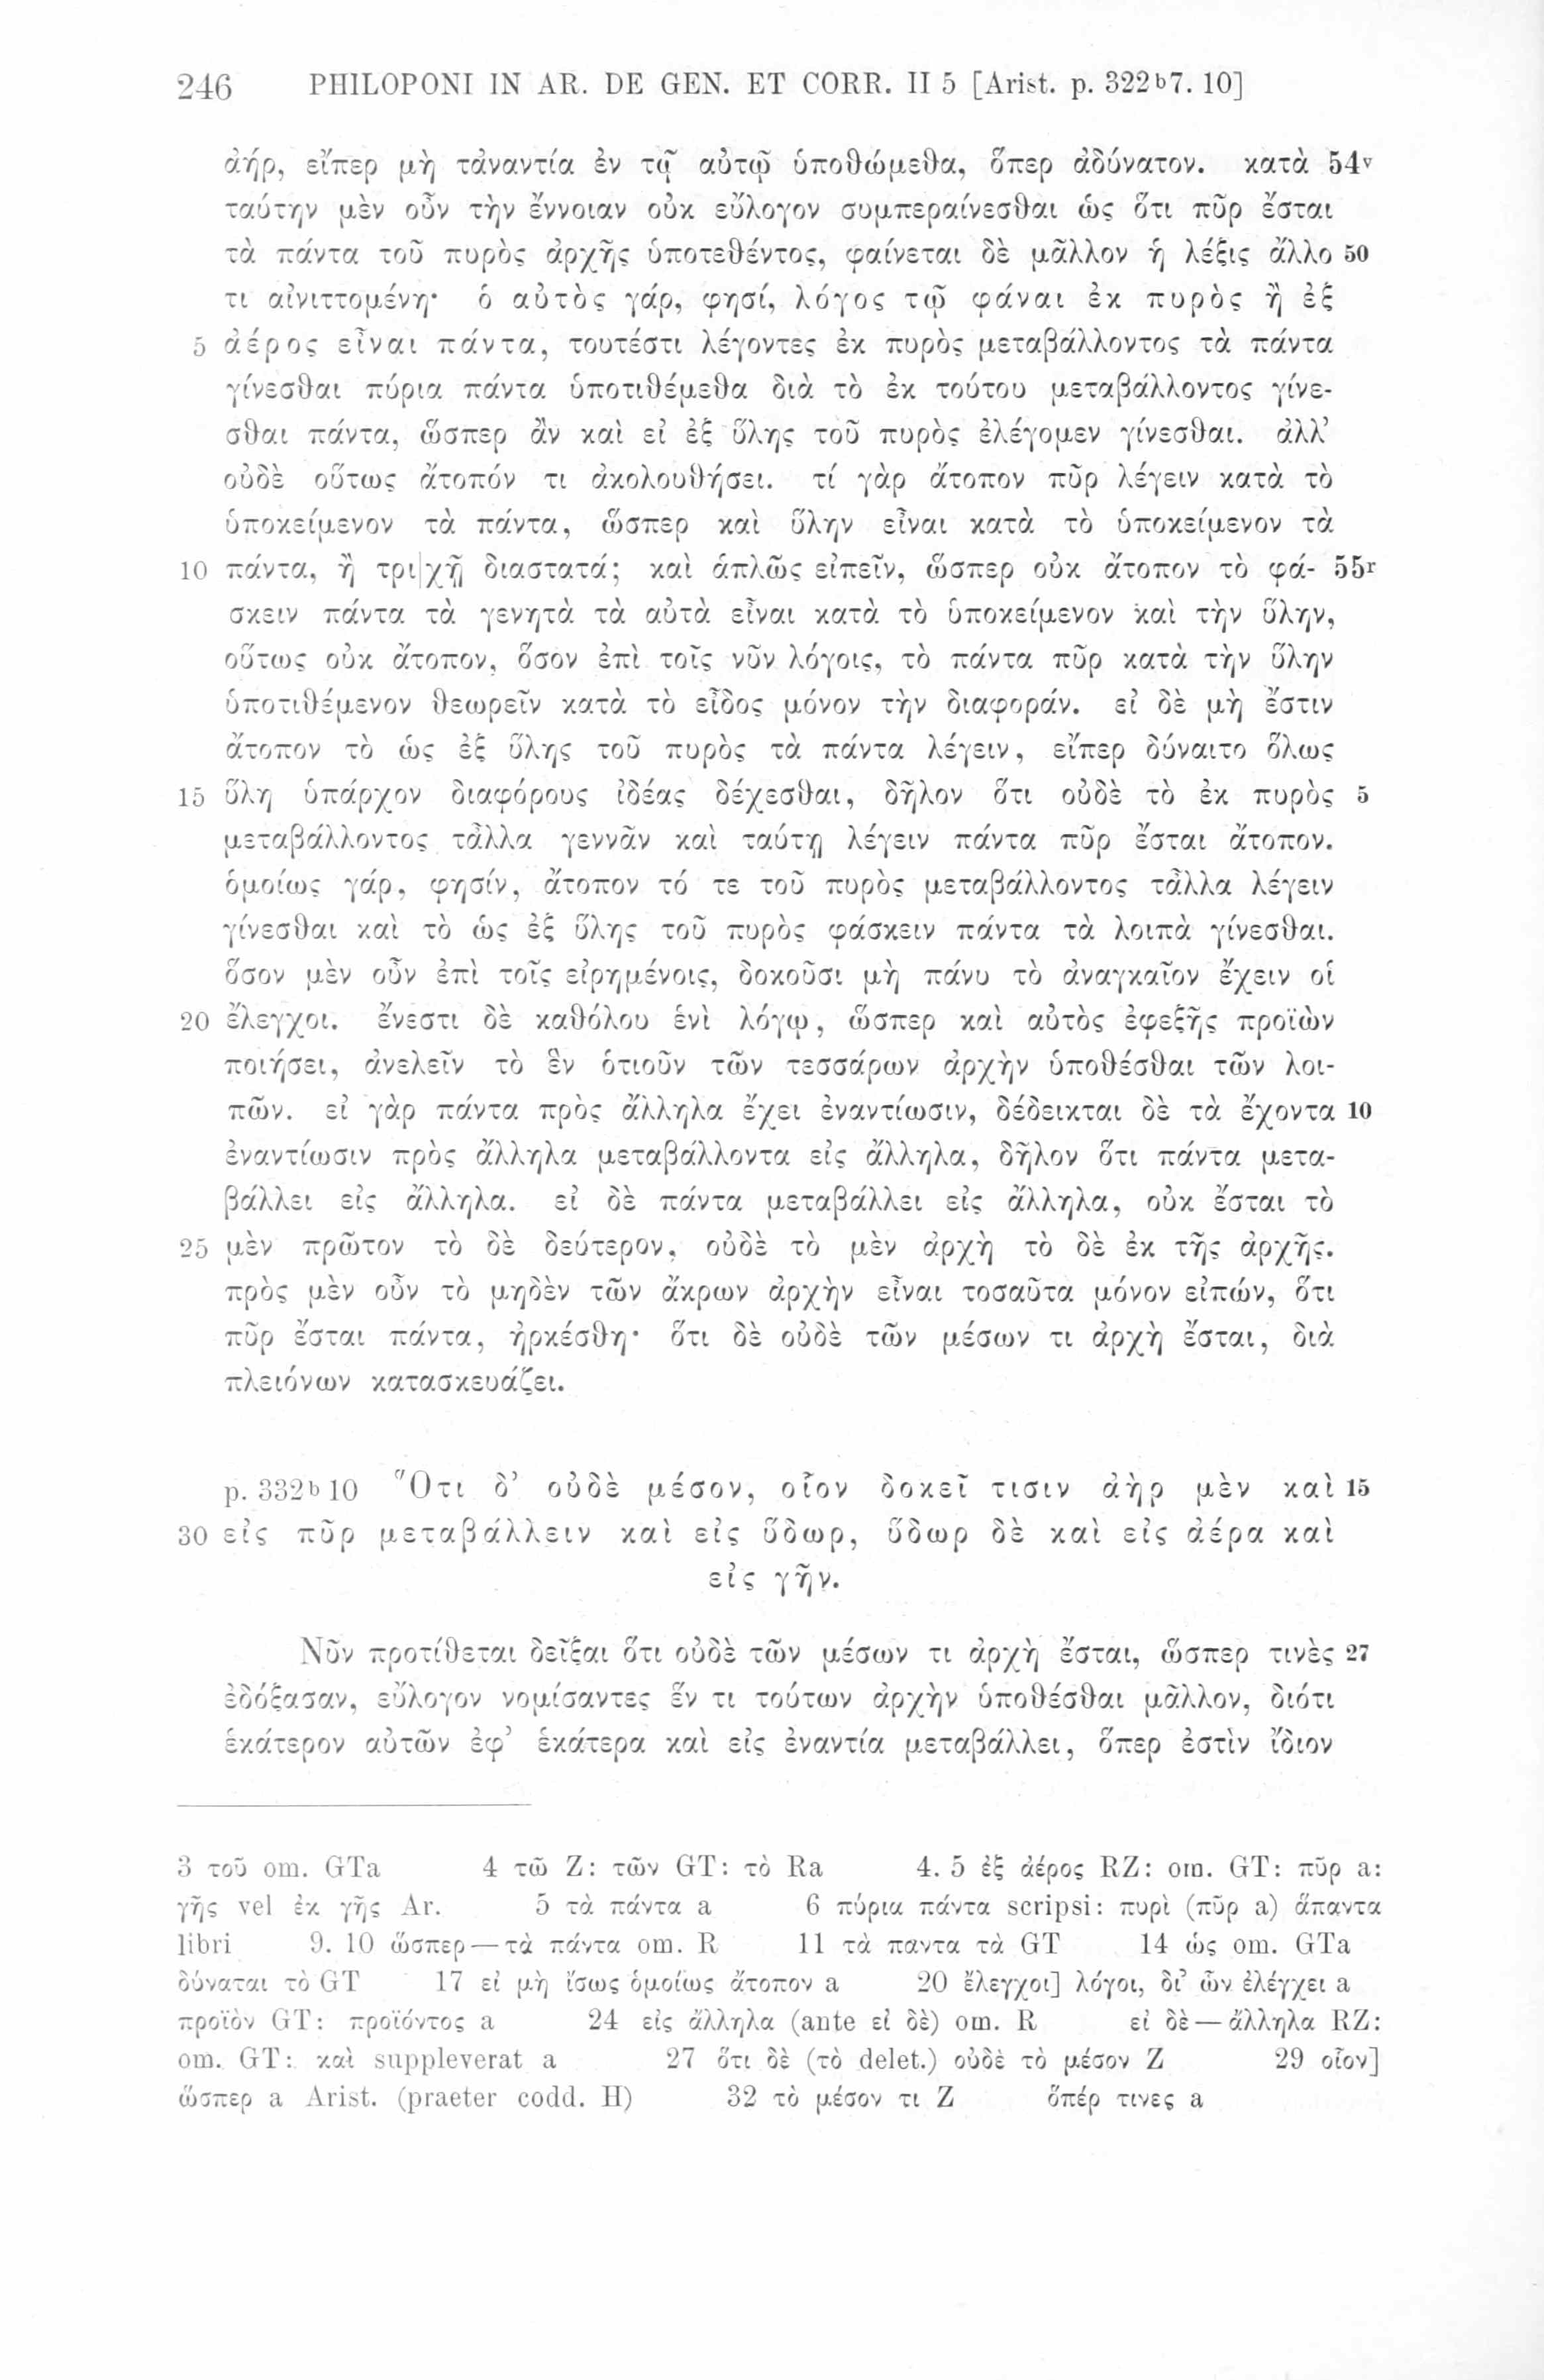 246 PHILOPONI IN AR. DE GEN. ET CORR. II 5 [Arist. p. 322ᵇ7. 10]
ἀήρ, εἴπερ μὴ τἀναντία ἐν τῷ αὐτῷ ὑποθώμεθα, ὅπερ ἀδύνατον. κατὰ 54ᵛ
ταύτην μὲν οὖν τὴν ἔννοιαν οὐκ εὔλογον συμπεραίνεσθαι ὡς ὅτι πῦρ ἔσται
τὰ πάντα τοῦ πυρὸς ἀρχῆς ὑποτεθέντος, φαίνεται δὲ μᾶλλον ἡ λέξις ἄλλο 50
τι αἰνιττομένη· ὁ αὐτὸς γάρ, φησί, λόγος τῷ φάναι ἐκ πυρὸς ἢ ἐξ
5 ἀέρος εἶναι πάντα, τουτέστι λέγοντες ἐκ πυρὸς μεταβάλλοντος τὰ πάντα
γίνεσθαι πύρια πάντα ὑποτιθέμεθα διὰ τὸ ἐκ τούτου μεταβάλλοντος γίνε-
σθαι πάντα, ὥσπερ ἂν καὶ εἰ ἐξ ὕλης τοῦ πυρὸς ἐλέγομεν γίνεσθαι. ἀλλ’
οὐδὲ οὕτως ἄτοπόν τι ἀκολουθήσει. τί γὰρ ἄτοπον πῦρ λέγειν κατὰ τὸ
ὑποκείμενον τὰ πάντα, ὥσπερ καὶ ὕλην εἶναι κατὰ τὸ ὑποκείμενον τὰ
10 πάντα, ἢ τρι|χῇ διαστατά; καὶ ἁπλῶς εἰπεῖν, ὥσπερ οὐκ ἄτοπον τὸ φά- 55ʳ
σκειν πάντα τὰ γενητὰ τὰ αὐτὰ εἶναι κατὰ τὸ ὑποκείμενον καὶ τὴν ὕλην,
οὕτως οὐκ ἄτοπον, ὅσον ἐπὶ τοῖς νῦν λόγοις, τὸ πάντα πῦρ κατὰ τὴν ὕλην
ὑποτιθέμενον θεωρεῖν κατὰ τὸ εἶδος μόνον τὴν διαφοράν. εἰ δὲ μὴ ἔστιν
ἄτοπον τὸ ὡς ἐξ ὕλης τοῦ πυρὸς τὰ πάντα λέγειν, εἴπερ δύναιτο ὅλως
15 ὕλη ὑπάρχον διαφόρους ἰδέας δέχεσθαι, δῆλον ὅτι οὐδὲ τὸ ἐκ πυρὸς 5
μεταβάλλοντος τἆλλα γεννᾶν καὶ ταύτῃ λέγειν πάντα πῦρ ἔσται ἄτοπον.
ὁμοίως γάρ, φησίν, ἄτοπον τό τε τοῦ πυρὸς μεταβάλλοντος τἆλλα λέγειν
γίνεσθαι καὶ τὸ ὡς ἐξ ὕλης τοῦ πυρὸς φάσκειν πάντα τὰ λοιπὰ γίνεσθαι.
ὅσον μὲν οὖν ἐπὶ τοῖς εἰρημένοις, δοκοῦσι μὴ πάνυ τὸ ἀναγκαῖον ἔχειν οἱ
20 ἔλεγχοι. ἔνεστι δὲ καθόλου ἑνὶ λόγῳ, ὥσπερ καὶ αὐτὸς ἐφεξῆς προϊὼν
ποιήσει, ἀνελεῖν τὸ ἓν ὁτιοῦν τῶν τεσσάρων ἀρχὴν ὑποθέσθαι τῶν λοι-
πῶν. εἰ γὰρ πάντα πρὸς ἄλληλα ἔχει ἐναντίωσιν, δέδεικται δὲ τὰ ἔχοντα 10
ἐναντίωσιν πρὸς ἄλληλα μεταβάλλοντα εἰς ἄλληλα, δῆλον ὅτι πάντα μετα-
βάλλει εἰς ἄλληλα. εἰ δὲ πάντα μεταβάλλει εἰς ἄλληλα, οὐκ ἔσται τὸ
25 μὲν πρῶτον τὸ δὲ δεύτερον, οὐδὲ τὸ μὲν ἀρχὴ τὸ δὲ ἐκ τῆς ἀρχῆς.
πρὸς μὲν οὖν τὸ μηδὲν τῶν ἄκρων ἀρχὴν εἶναι τοσαῦτα μόνον εἰπών, ὅτι
πῦρ ἔσται πάντα, ἠρκέσθη· ὅτι δὲ οὐδὲ τῶν μέσων τι ἀρχὴ ἔσται, διὰ
πλειόνων κατασκευάζει.
p. 332ᵇ10 Ὅτι δ’ οὐδὲ μέσον, οἷον δοκεῖ τισιν ἀὴρ μὲν καὶ 15
30 εἰς πῦρ μεταβάλλειν καὶ εἰς ὕδωρ, ὕδωρ δὲ καὶ εἰς ἀέρα καὶ
εἰς γῆν.
Νῦν προτίθεται δεῖξαι ὅτι οὐδὲ τῶν μέσων τι ἀρχὴ ἔσται, ὥσπερ τινὲς 27
ἐδόξασαν, εὔλογον νομίσαντες ἕν τι τούτων ἀρχὴν ὑποθέσθαι μᾶλλον, διότι
ἑκάτερον αὐτῶν ἐφ’ ἑκάτερα καὶ εἰς ἐναντία μεταβάλλει, ὅπερ ἐστὶν ἴδιον
3 τοῦ om. GTa 4 τῶ Z: τῶν GT: τὸ Ra 4. 5 ἐξ ἀέρος RZ: om. GT: πῦρ a:
γῆς vel ἐκ γῆς Ar. 5 τὰ πάντα a 6 πύρια πάντα scripsi: πυρὶ (πῦρ a) ἅπαντα
libri 9. 10 ὥσπερ — τὰ πάντα om. R 11 τὰ παντα τὰ GT 14 ὡς om. GTa
δύναται τὸ GT 17 εἰ μὴ ἴσως ὁμοίως ἄτοπον a 20 ἔλεγχοι] λόγοι, δι’ ὧν ἐλέγχει a
προϊὸν GT: προϊόντος a 24 εἰς ἄλληλα (ante εἰ δὲ) om. R εἰ δὲ — ἄλληλα RZ:
om. GT: καὶ suppleverat a 27 ὅτι δὲ (τὸ delet.) οὐδὲ τὸ μέσον Z 29 οἷον]
ὥσπερ a Arist. (praeter codd. H) 32 τὸ μέσον τι Z ὅπέρ τινες a